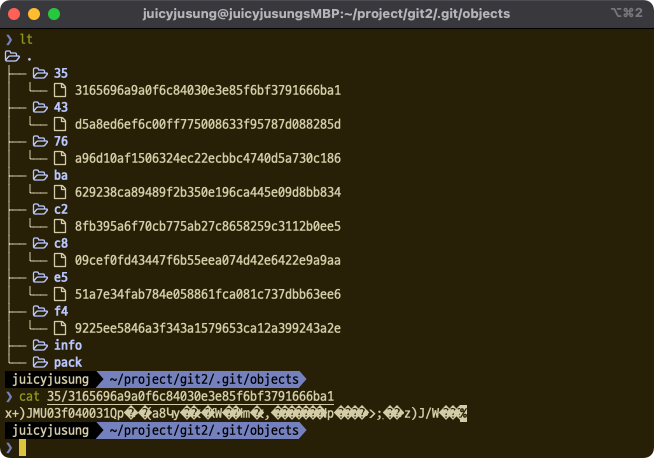 juicyjusung@juicyjusungsMBP:~/project/git2/.git/objects
⌥⌘2
❯ lt
.
├── 35
│ └── 3165696a9a0f6c84030e3e85f6bf3791666ba1
├── 43
│ └── d5a8ed6ef6c00ff775008633f95787d088285d
├── 76
│ └── a96d10af1506324ec22ecbbc4740d5a730c186
├── ba
│ └── 629238ca89489f2b350e196ca445e09d8bb834
├── c2
│ └── 8fb395a6f70cb775ab27c8658259c3112b0ee5
├── c8
│ └── 09cef0fd43447f6b55eea074d42e6422e9a9aa
├── e5
│ └── 51a7e34fab784e058861fca081c737dbb63ee6
├── f4
│ └── 9225ee5846a3f343a1579653ca12a399243a2e
├── info
└── pack
juicyjusung ~/project/git2/.git/objects
❯ cat 35/3165696a9a0f6c84030e3e85f6bf3791666ba1
x+)JMU03f040031Qp
juicyjusung ~/project/git2/.git/objects
❯